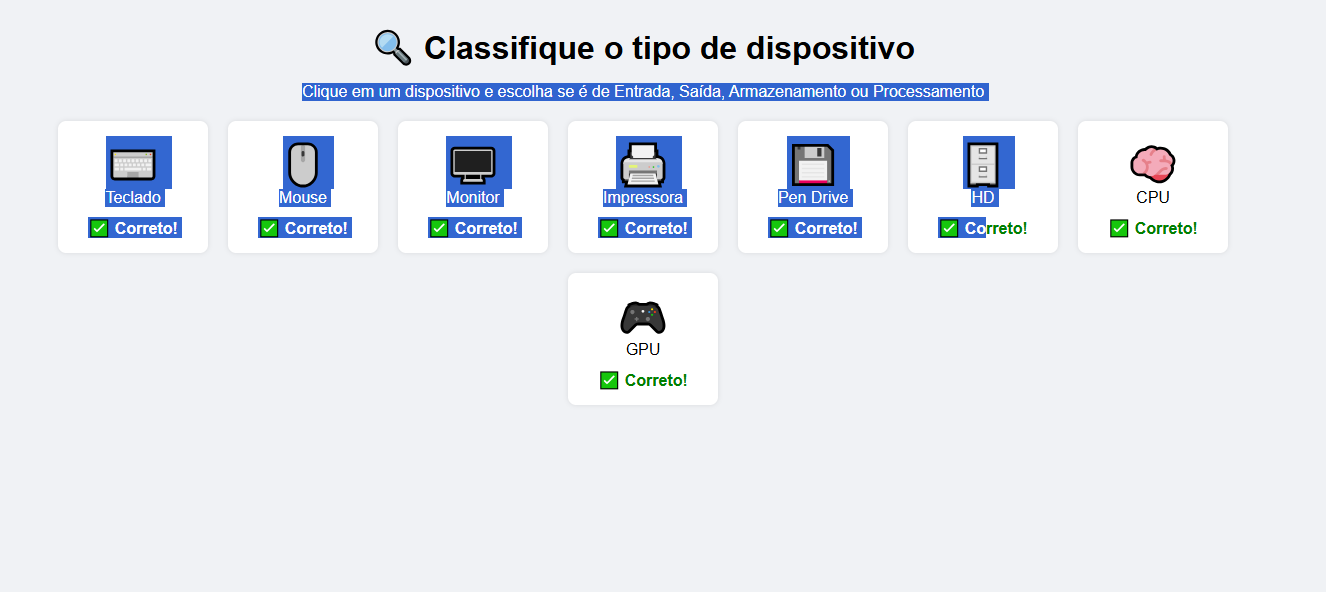 Classifique o tipo de dispositivo
Clique em um dispositivo e escolha se é de Entrada, Saída, Armazenamento ou Processamento
Teclado
Correto!
Mouse
Correto!
Monitor
Correto!
Impressora
Correto!
Pen Drive
Correto!
HD
Correto!
CPU
Correto!
GPU
Correto!